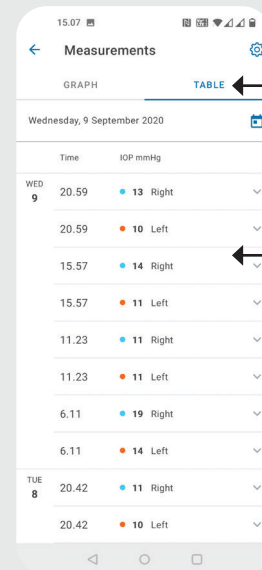 15.07
Measurements
GRAPH TABLE
Wednesday, 9 September 2020
Time IOP mmHg
WED
9
20.59 13 Right
20.59 10 Left
15.57 14 Right
15.57 11 Left
11.23 11 Right
11.23 11 Left
6.11 19 Right
6.11 14 Left
TUE
8
20.42 11 Right
20.42 10 Left